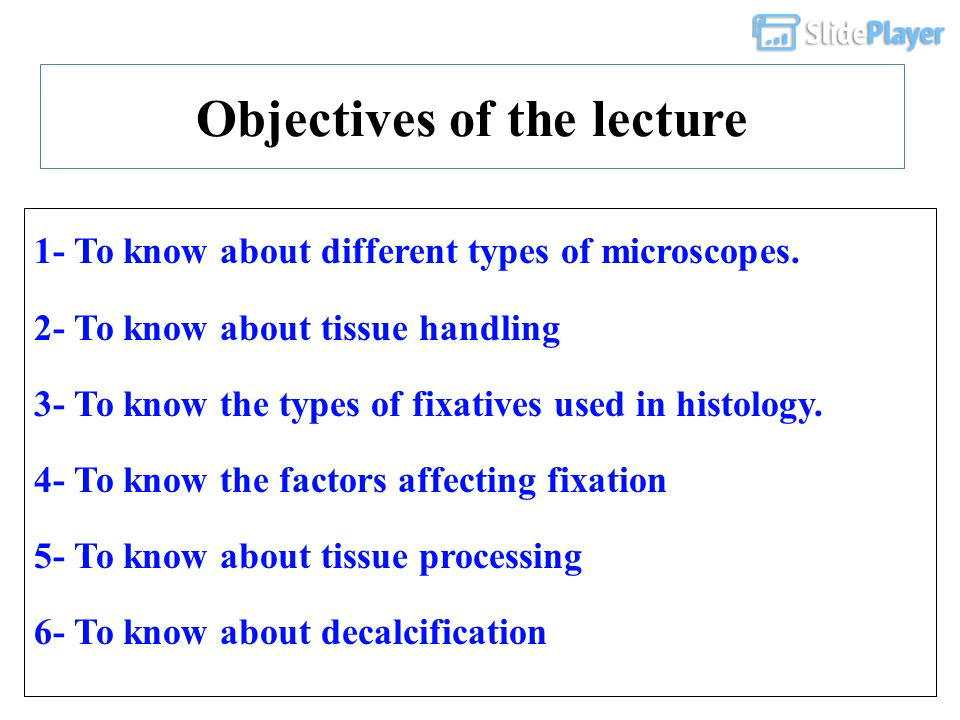 SlidePlayer
Objectives of the lecture
1- To know about different types of microscopes.
2- To know about tissue handling
3- To know the types of fixatives used in histology.
4- To know the factors affecting fixation
5- To know about tissue processing
6- To know about decalcification